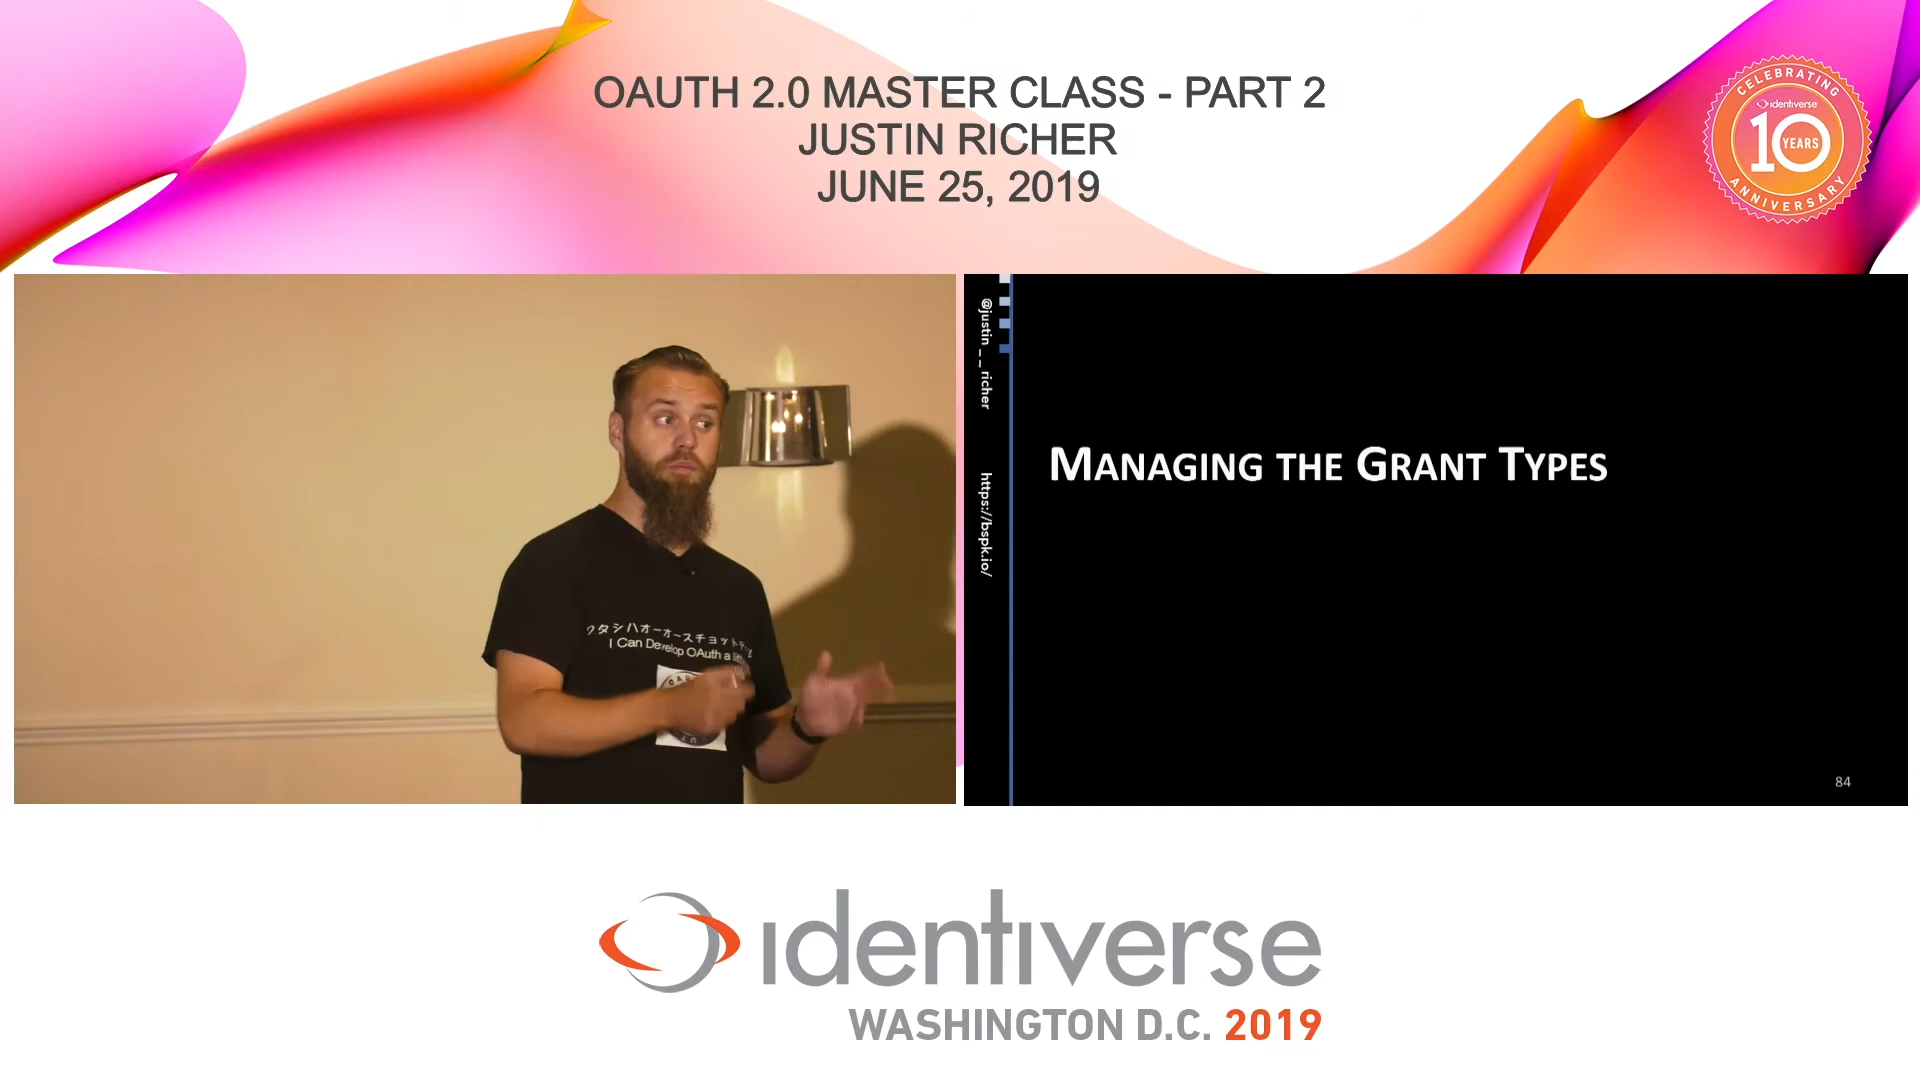 OAUTH 2.0 MASTER CLASS - PART 2
JUSTIN RICHER
JUNE 25, 2019
CELEBRATING
identiverse
10
YEARS
ANNIVERSARY
@justin__richer
https://bspk.io/
MANAGING THE GRANT TYPES
84
ワタシハオーオースチョット
I Can Develop OAuth a
identiverse
WASHINGTON D.C. 2019